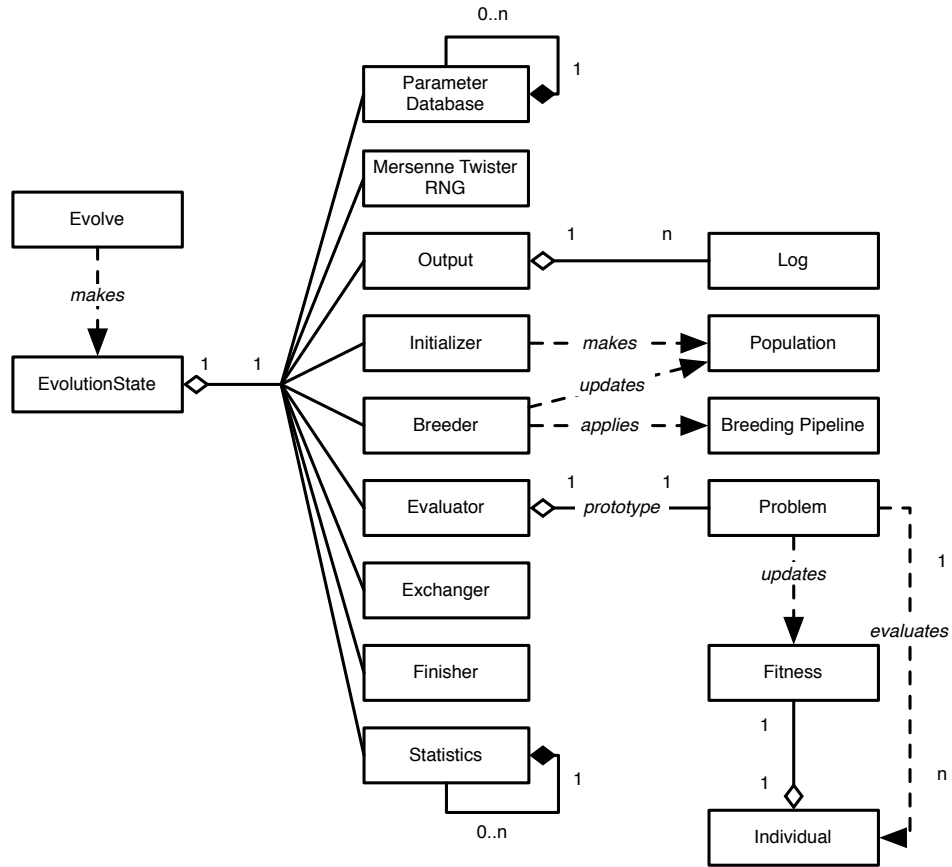 0..n
1
Parameter
Database
Mersenne Twister
RNG
Evolve
makes
Output
1
n
Log
Initializer
makes
Population
updates
EvolutionState
1
1
Breeder
applies
Breeding Pipeline
Evaluator
1
prototype
1
Problem
1
updates
Exchanger
evaluates
Finisher
Fitness
1
Statistics
1
0..n
1
n
Individual